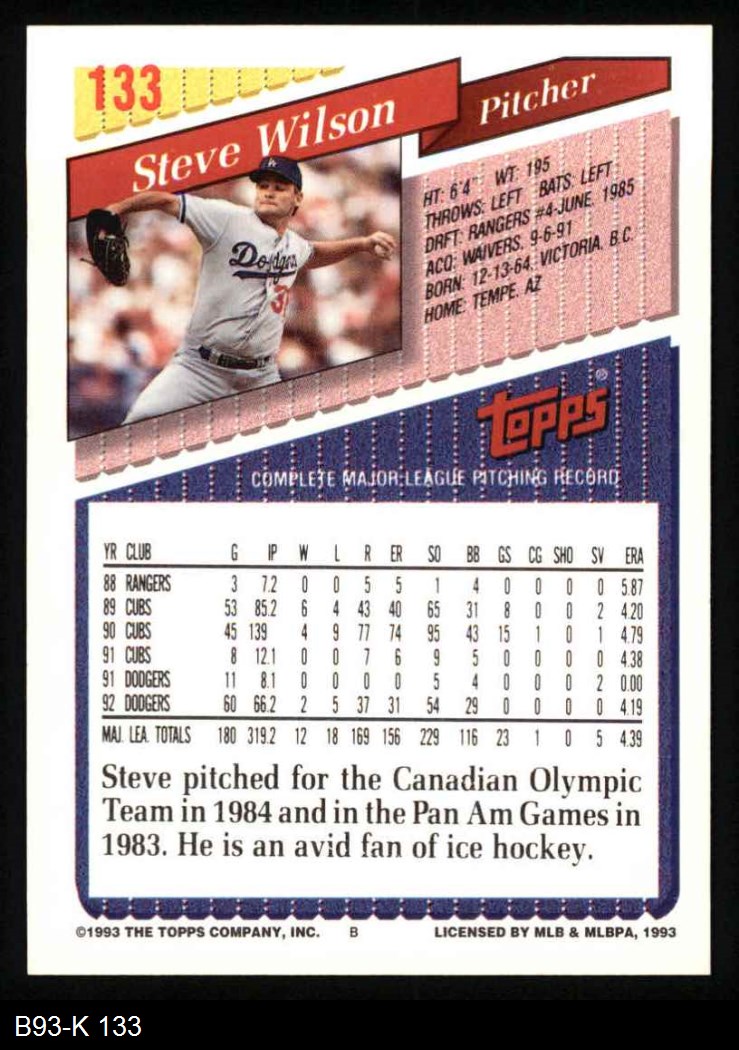 133
Steve Wilson
Pitcher
Dodgers
3
HT: 6'4" WT: 195
THROWS: LEFT BATS: LEFT
DRFT: RANGERS #4-JUNE, 1985
ACQ: WAIVERS, 9-6-91
BORN: 12-13-64, VICTORIA, B.C.
HOME: TEMPE, AZ
TOPPS®
COMPLETE MAJOR LEAGUE PITCHING RECORD
YR CLUB G IP W L R ER SO BB GS CG SHO SV ERA
88 RANGERS 3 7.2 0 0 5 5 1 4 0 0 0 0 5.87
89 CUBS 53 85.2 6 4 43 40 65 31 8 0 0 2 4.20
90 CUBS 45 139 4 9 77 74 95 43 15 1 0 1 4.79
91 CUBS 8 12.1 0 0 7 6 9 5 0 0 0 0 4.38
91 DODGERS 11 8.1 0 0 0 0 5 4 0 0 0 2 0.00
92 DODGERS 60 66.2 2 5 37 31 54 29 0 0 0 0 4.19
MAJ. LEA. TOTALS 180 319.2 12 18 169 156 229 116 23 1 0 5 4.39
Steve pitched for the Canadian Olympic
Team in 1984 and in the Pan Am Games in
1983. He is an avid fan of ice hockey.
©1993 THE TOPPS COMPANY, INC. B LICENSED BY MLB & MLBPA, 1993
B93-K 133